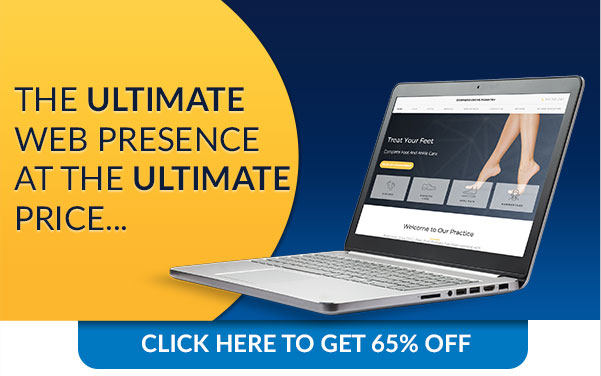 THE ULTIMATE
WEB PRESENCE
AT THE ULTIMATE
PRICE...
Treat Your Feet
Complete Foot And Ankle Care
Welcome to Our Practice
CLICK HERE TO GET 65% OFF